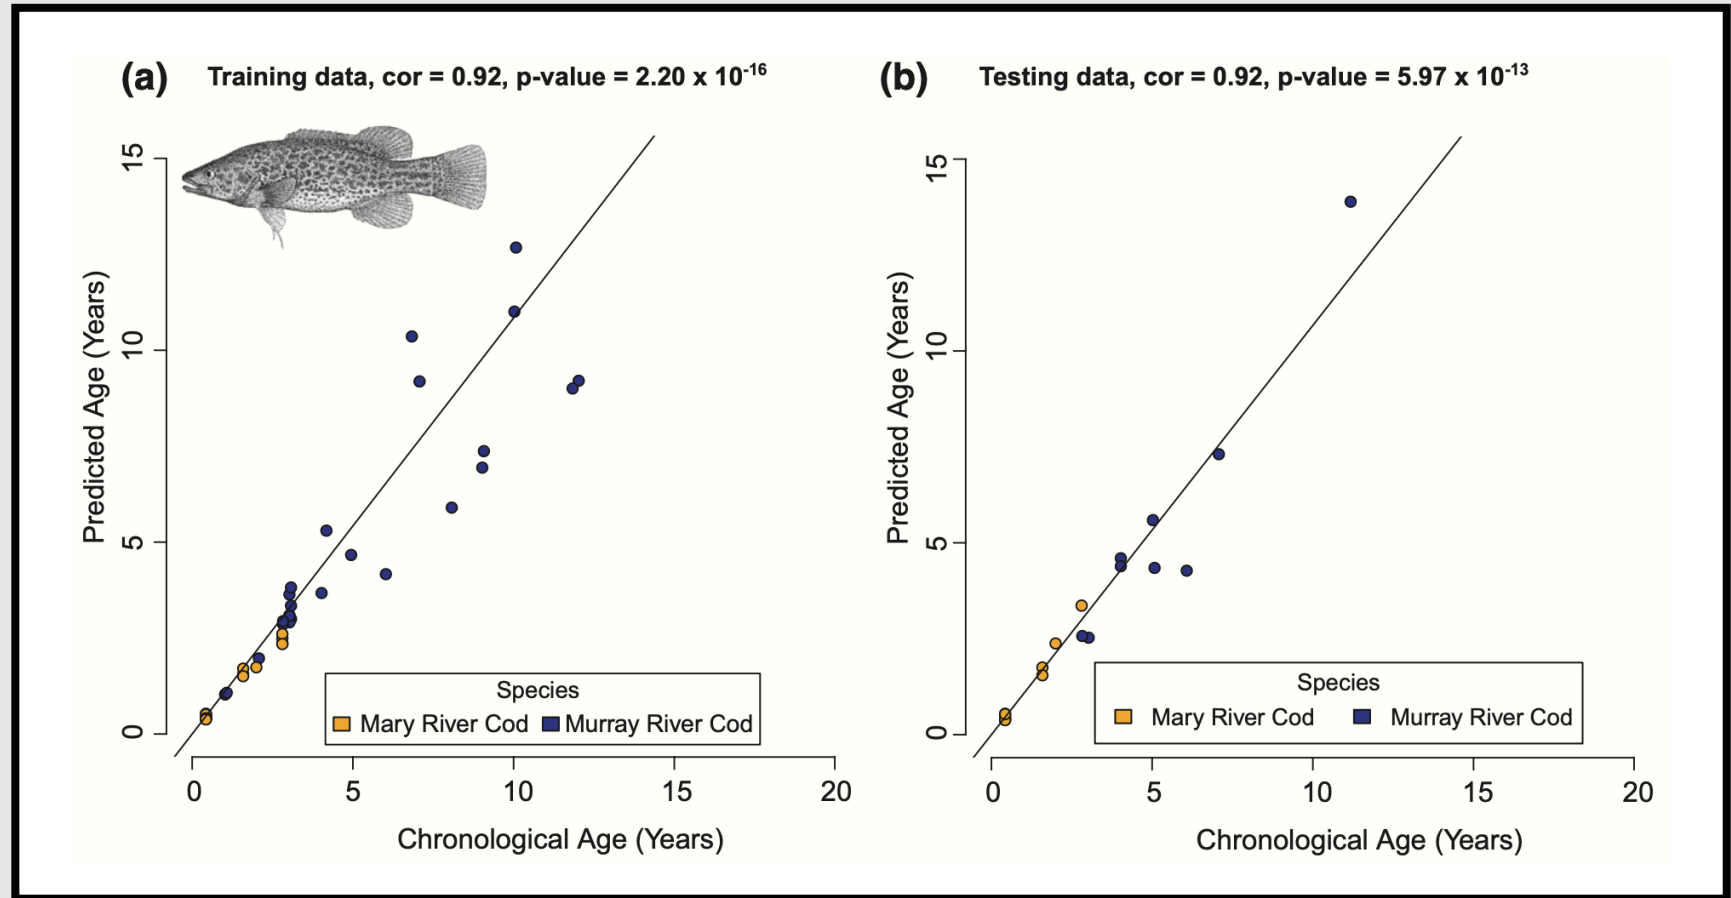 (a) Training data, cor = 0.92, p-value = 2.20 x 10-16
15
10
5
0
Predicted Age (Years)
Species
Mary River Cod Murray River Cod
0 5 10 15 20
Chronological Age (Years)
(b) Testing data, cor = 0.92, p-value = 5.97 x 10-13
15
10
5
0
Predicted Age (Years)
Species
Mary River Cod Murray River Cod
0 5 10 15 20
Chronological Age (Years)